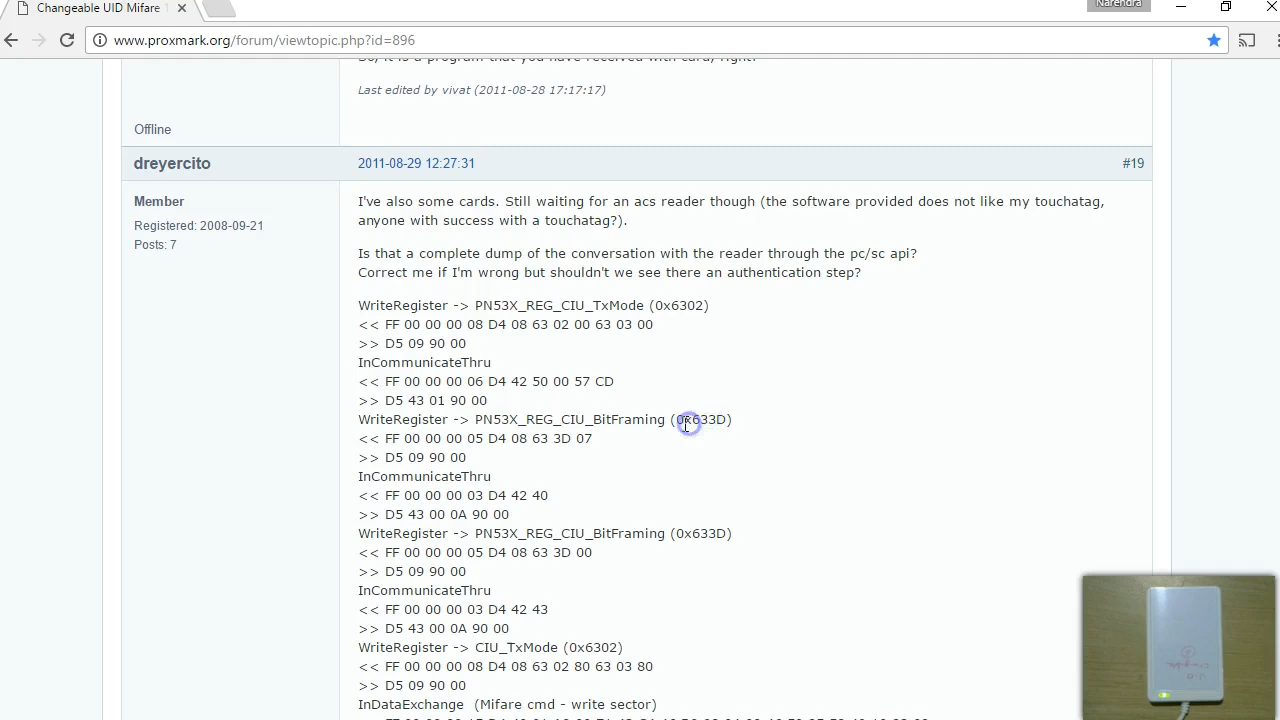 Changeable UID Mifare
Narendra
www.proxmark.org/forum/viewtopic.php?id=896
So, it is a program that you have received with card, right?
Last edited by vivat (2011-08-28 17:17:17)
Offline
dreyercito
2011-08-29 12:27:31
#19
Member
Registered: 2008-09-21
Posts: 7
I've also some cards. Still waiting for an acs reader though (the software provided does not like my touchatag,
anyone with success with a touchatag?).
Is that a complete dump of the conversation with the reader through the pc/sc api?
Correct me if I'm wrong but shouldn't we see there an authentication step?
WriteRegister -> PN53X_REG_CIU_TxMode (0x6302)
<< FF 00 00 00 08 D4 08 63 02 00 63 03 00
>> D5 09 90 00
InCommunicateThru
<< FF 00 00 00 06 D4 42 50 00 57 CD
>> D5 43 01 90 00
WriteRegister -> PN53X_REG_CIU_BitFraming (0x633D)
<< FF 00 00 00 05 D4 08 63 3D 07
>> D5 09 90 00
InCommunicateThru
<< FF 00 00 00 03 D4 42 40
>> D5 43 00 0A 90 00
WriteRegister -> PN53X_REG_CIU_BitFraming (0x633D)
<< FF 00 00 00 05 D4 08 63 3D 00
>> D5 09 90 00
InCommunicateThru
<< FF 00 00 00 03 D4 42 43
>> D5 43 00 0A 90 00
WriteRegister -> CIU_TxMode (0x6302)
<< FF 00 00 00 08 D4 08 63 02 80 63 03 80
>> D5 09 90 00
InDataExchange (Mifare cmd - write sector)